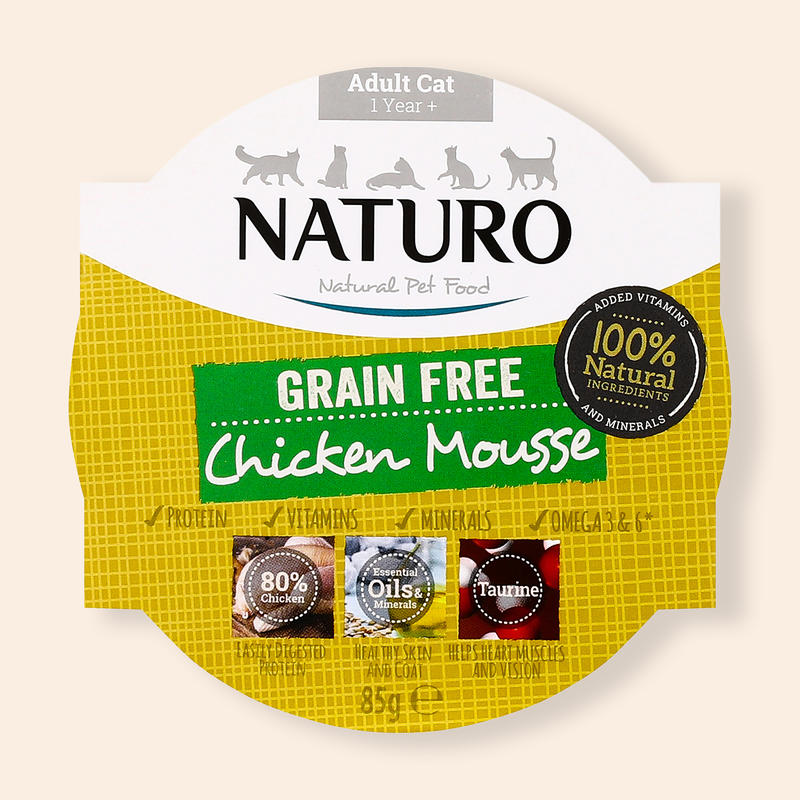 Adult Cat
1 Year +
NATURO
Natural Pet Food
ADDED VITAMINS
100%
Natural
INGREDIENTS
AND MINERALS
GRAIN FREE
Chicken Mousse
✓ PROTEIN ✓ VITAMINS ✓ MINERALS ✓ OMEGA 3 & 6*
80%
Chicken
Essential
Oils &
Minerals
Taurine
EASILY DIGESTED
PROTEIN
HEALTHY SKIN
AND COAT
HELPS HEART MUSCLES
AND VISION
85g ℮